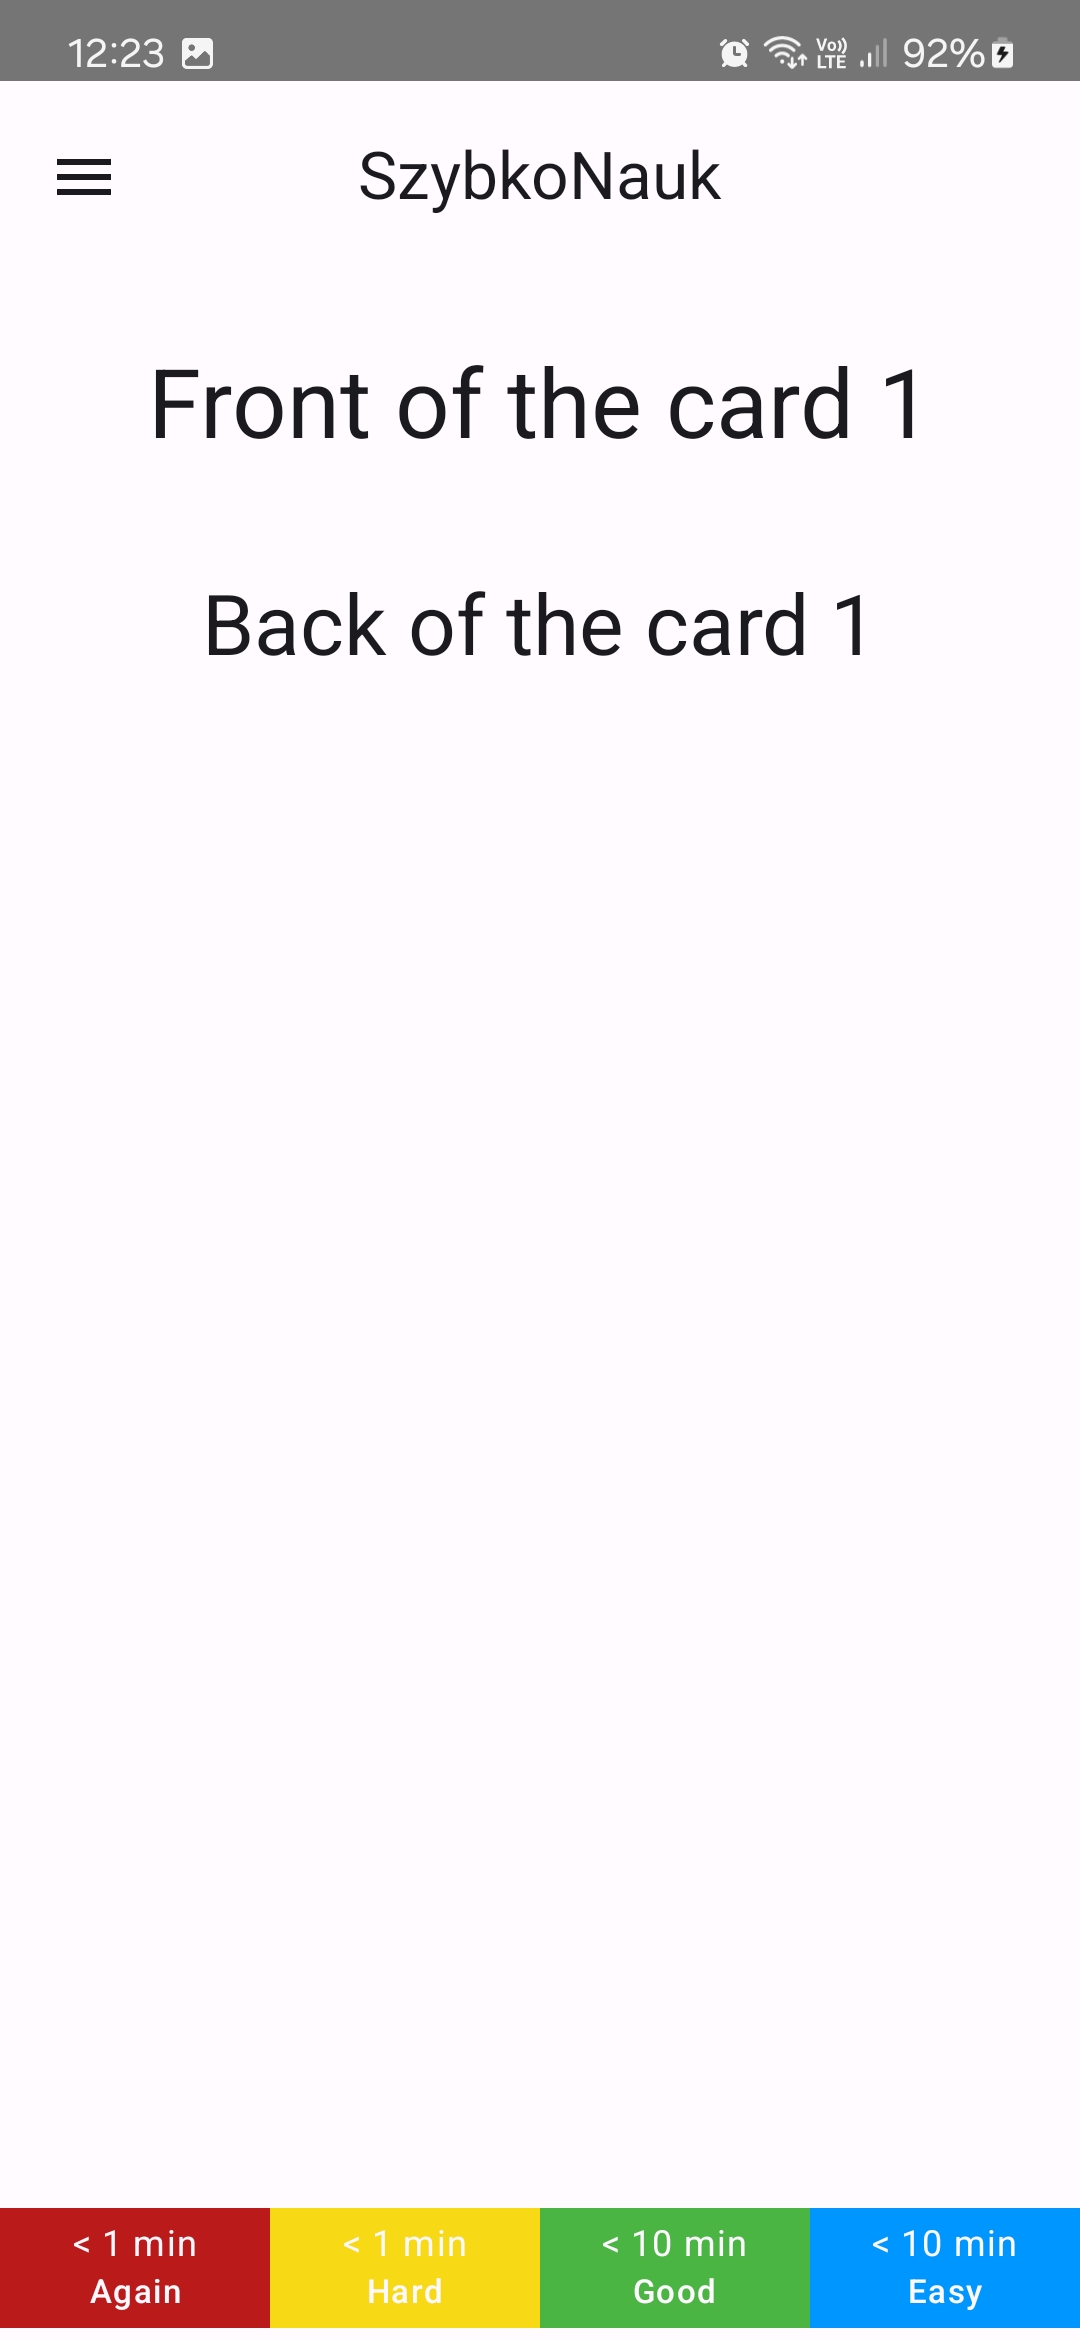 12:23 Vo)) LTE 92%
SzybkoNauk
Front of the card 1
Back of the card 1
< 1 min < 1 min < 10 min < 10 min
Again Hard Good Easy